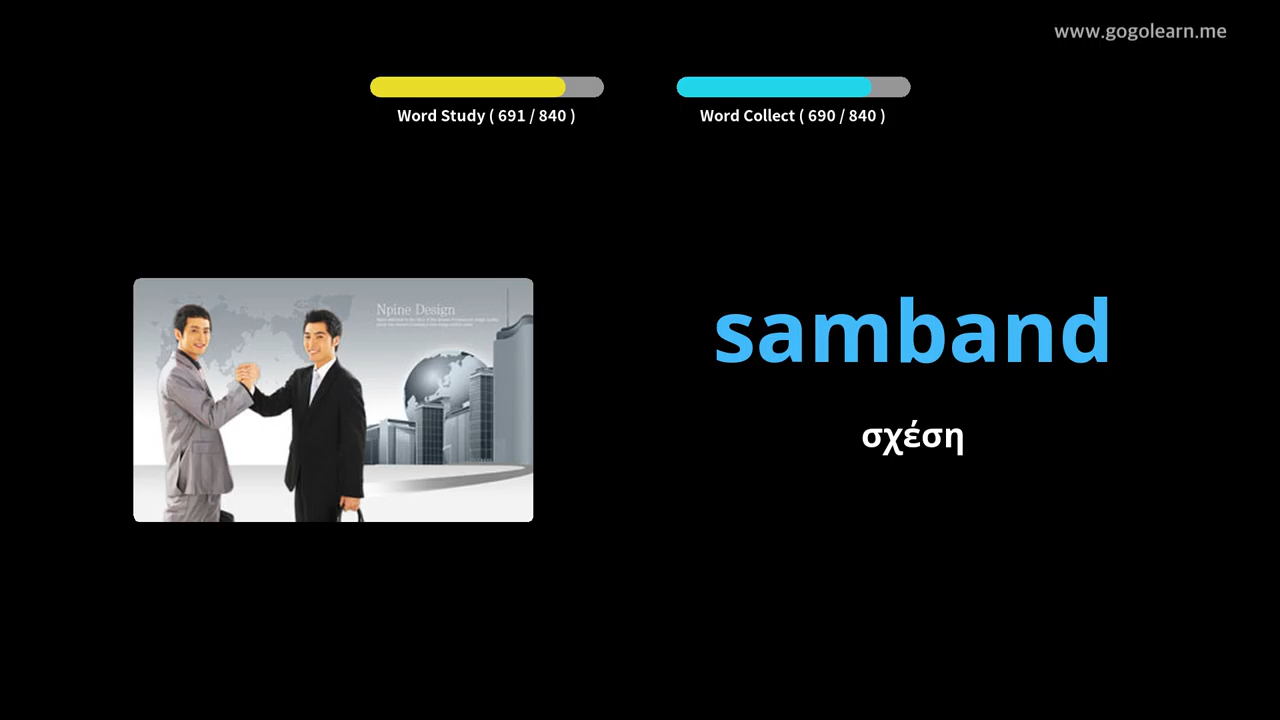 www.gogolearn.me
Word Study ( 691 / 840 )
Word Collect ( 690 / 840 )
Npine Design
samband
σχέση